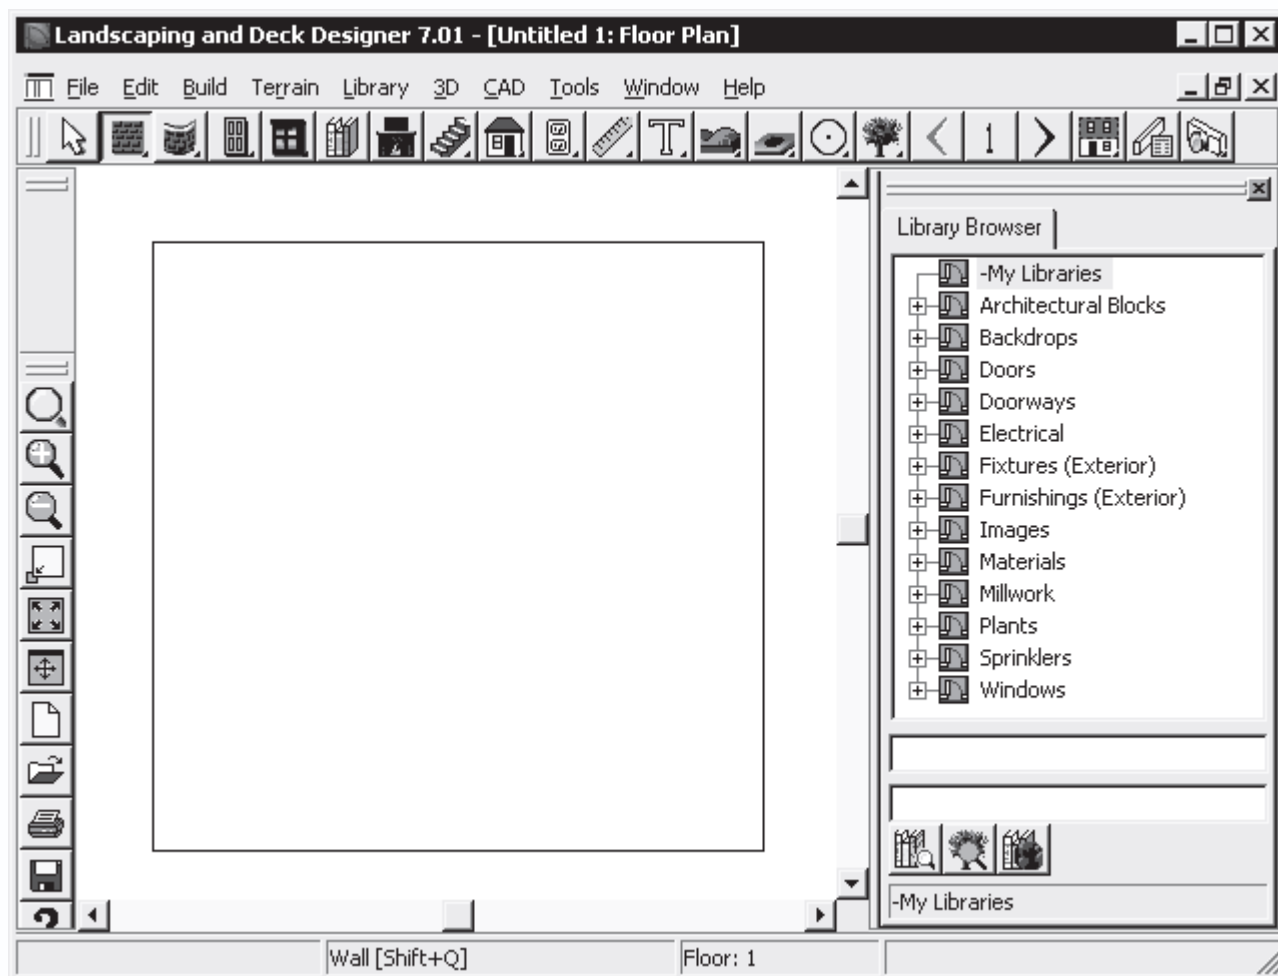 Landscaping and Deck Designer 7.01 - [Untitled 1: Floor Plan]
File Edit Build Terrain Library 3D CAD Tools Window Help
T 1
Library Browser
-My Libraries
Architectural Blocks
Backdrops
Doors
Doorways
Electrical
Fixtures (Exterior)
Furnishings (Exterior)
Images
Materials
Millwork
Plants
Sprinklers
Windows
-My Libraries
Wall [Shift+Q] Floor: 1